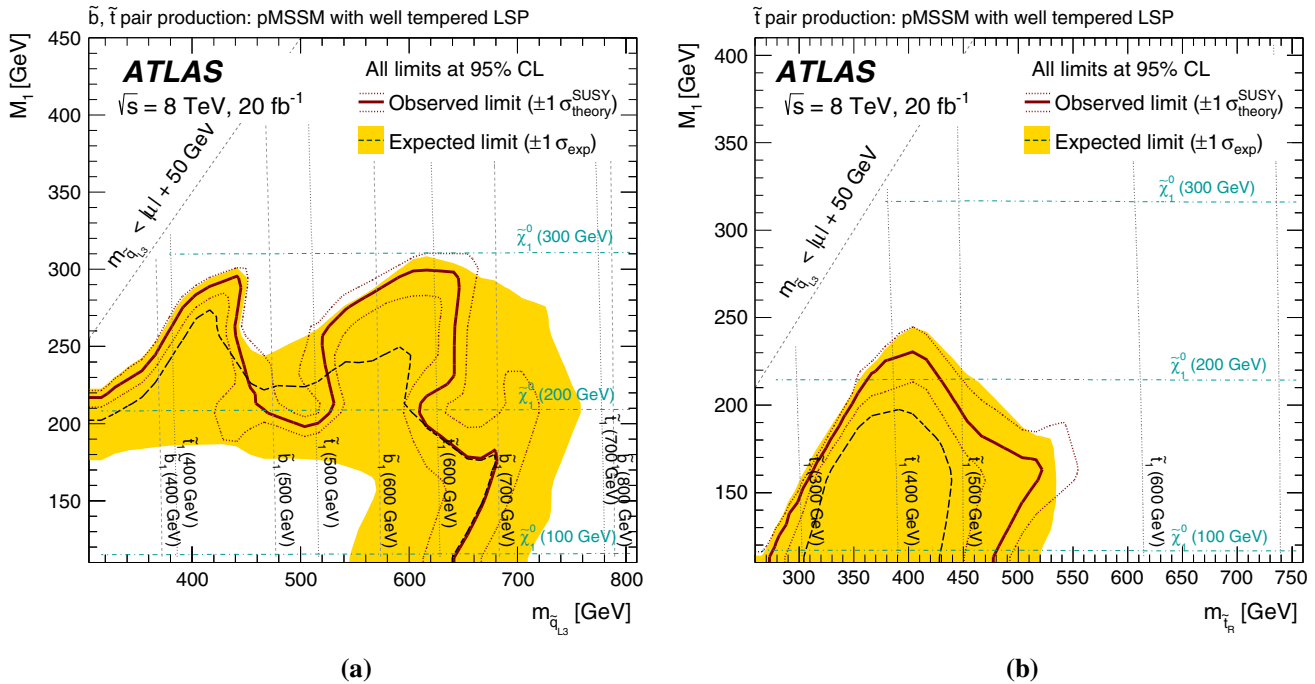 b̃, t̃ pair production: pMSSM with well tempered LSP
M₁ [GeV]
450
400
350
300
250
200
150
ATLAS
√s = 8 TeV, 20 fb⁻¹
All limits at 95% CL
Observed limit (±1 σ^SUSY_theory)
Expected limit (±1 σ_exp)
m_q̃L3 < |μ| + 50 GeV
χ̃⁰₁ (300 GeV)
χ̃⁰₁ (200 GeV)
χ̃⁰₁ (100 GeV)
b̃₁ (400 GeV)
t̃₁ (400 GeV)
b̃₁ (500 GeV)
t̃₁ (500 GeV)
b̃₁ (600 GeV)
t̃₁ (600 GeV)
b̃₁ (700 GeV)
t̃₁ (700 GeV)
b̃₁ (800 GeV)
400 500 600 700 800
m_q̃L3 [GeV]
(a)
t̃ pair production: pMSSM with well tempered LSP
M₁ [GeV]
400
350
300
250
200
150
ATLAS
√s = 8 TeV, 20 fb⁻¹
All limits at 95% CL
Observed limit (±1 σ^SUSY_theory)
Expected limit (±1 σ_exp)
m_q̃L3 < |μ| + 50 GeV
χ̃⁰₁ (300 GeV)
χ̃⁰₁ (200 GeV)
χ̃⁰₁ (100 GeV)
t̃₁ (300 GeV)
t̃₁ (400 GeV)
t̃₁ (500 GeV)
t̃₁ (600 GeV)
300 350 400 450 500 550 600 650 700 750
m_t̃R [GeV]
(b)